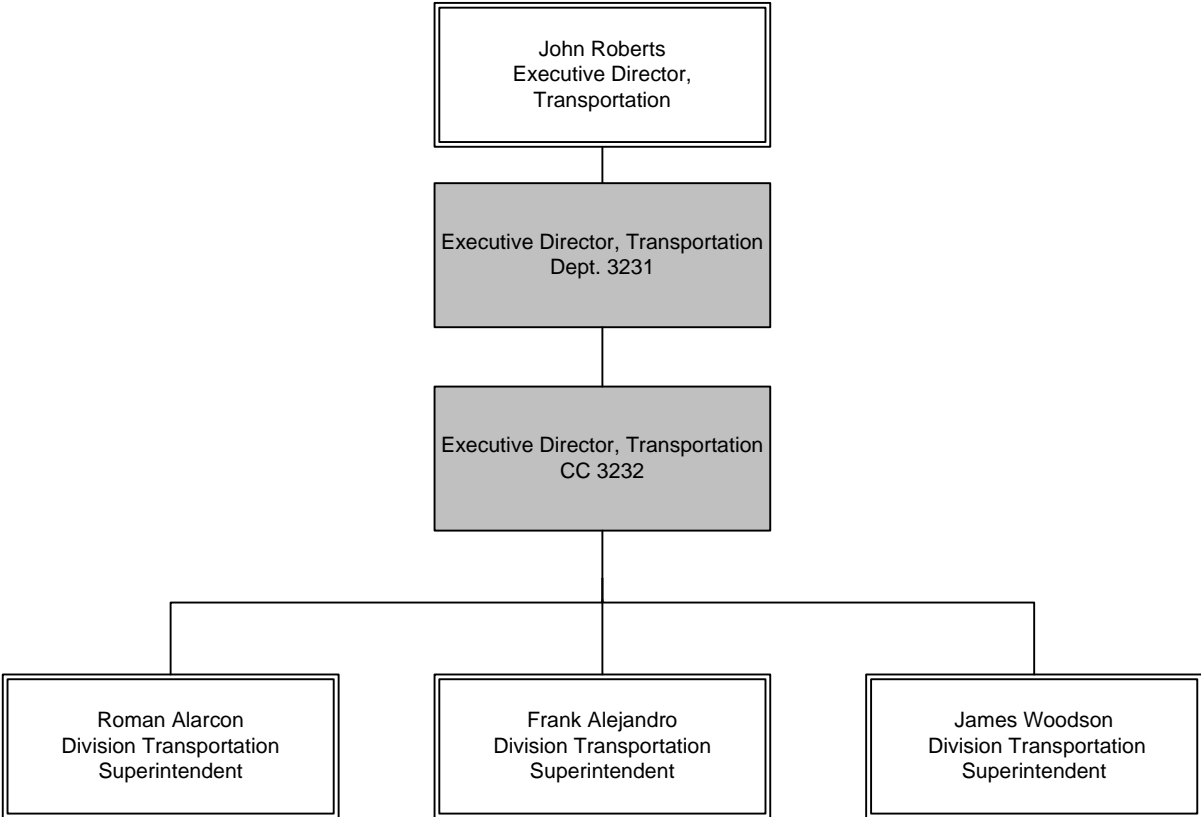 John Roberts
Executive Director,
Transportation
Executive Director, Transportation
Dept. 3231
Executive Director, Transportation
CC 3232
Roman Alarcon
Division Transportation
Superintendent
Frank Alejandro
Division Transportation
Superintendent
James Woodson
Division Transportation
Superintendent